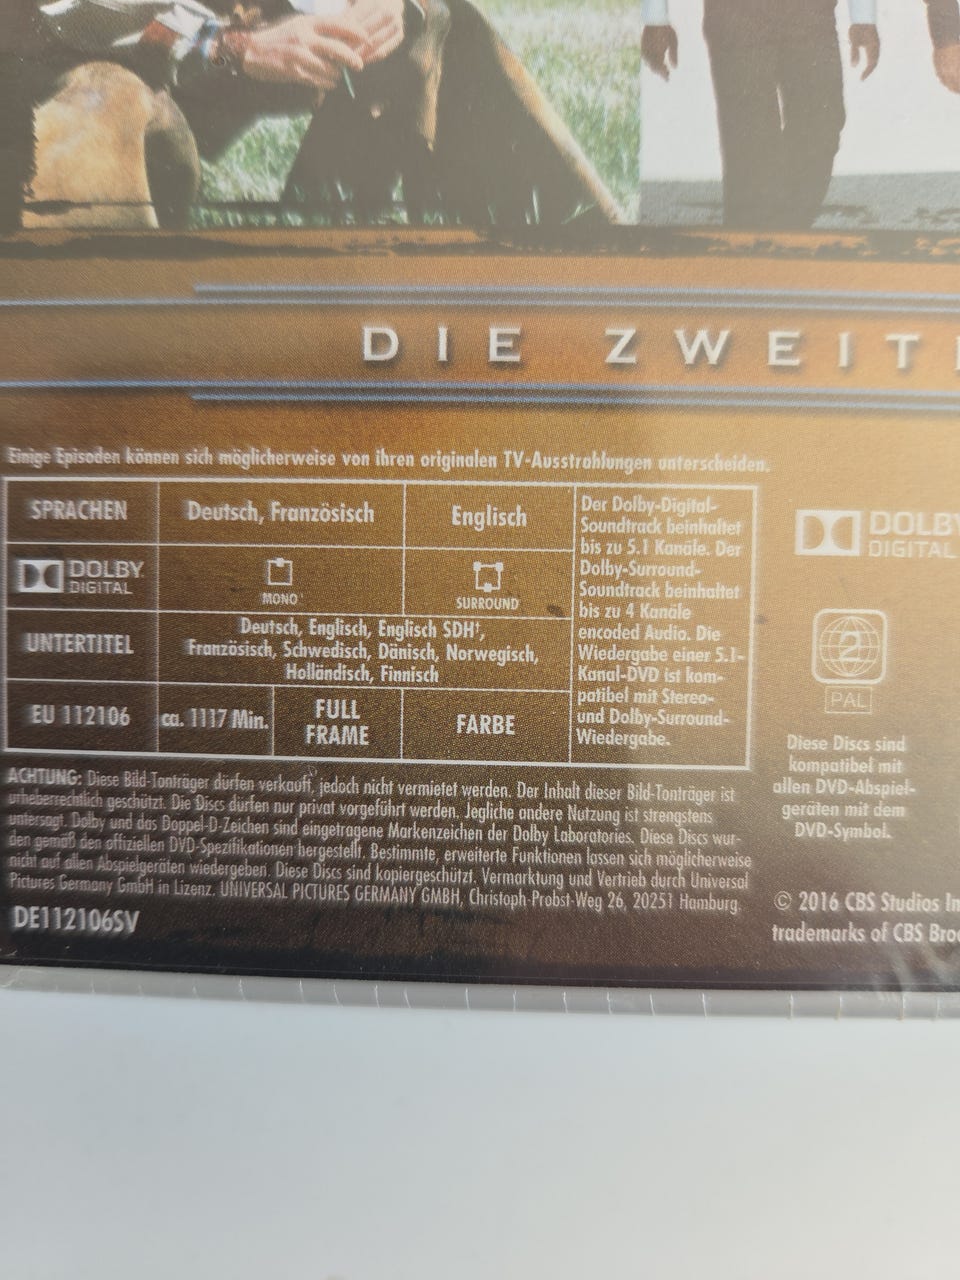 DIE ZWEIT
Einige Episoden können sich möglicherweise von ihren originalen TV-Ausstrahlungen unterscheiden.
SPRACHEN
Deutsch, Französisch
Englisch
DOLBY
DIGITAL
MONO
SURROUND
UNTERTITEL
Deutsch, Englisch, Englisch SDH†,
Französisch, Schwedisch, Dänisch, Norwegisch,
Holländisch, Finnisch
EU 112106
ca. 1117 Min.
FULL
FRAME
FARBE
Der Dolby-Digital-
Soundtrack beinhaltet
bis zu 5.1 Kanäle. Der
Dolby-Surround-
Soundtrack beinhaltet
bis zu 4 Kanäle
encoded Audio. Die
Wiedergabe einer 5.1-
Kanal-DVD ist kom-
patibel mit Stereo-
und Dolby-Surround-
Wiedergabe.
DOLBY
DIGITAL
2
PAL
Diese Discs sind
kompatibel mit
allen DVD-Abspiel-
geräten mit dem
DVD-Symbol.
ACHTUNG: Diese Bild-Tonträger dürfen verkauft, jedoch nicht vermietet werden. Der Inhalt dieser Bild-Tonträger ist
urheberrechtlich geschützt. Die Discs dürfen nur privat vorgeführt werden. Jegliche andere Nutzung ist strengstens
untersagt. Dolby und das Doppel-D-Zeichen sind eingetragene Markenzeichen der Dolby Laboratories. Diese Discs wur-
den gemäß den offiziellen DVD-Spezifikationen hergestellt. Bestimmte, erweiterte Funktionen lassen sich möglicherweise
nicht auf allen Abspielgeräten wiedergeben. Diese Discs sind kopiergeschützt. Vermarktung und Vertrieb durch Universal
Pictures Germany GmbH in Lizenz. UNIVERSAL PICTURES GERMANY GMBH, Christoph-Probst-Weg 26, 20251 Hamburg.
DE112106SV
© 2016 CBS Studios In
trademarks of CBS Broa